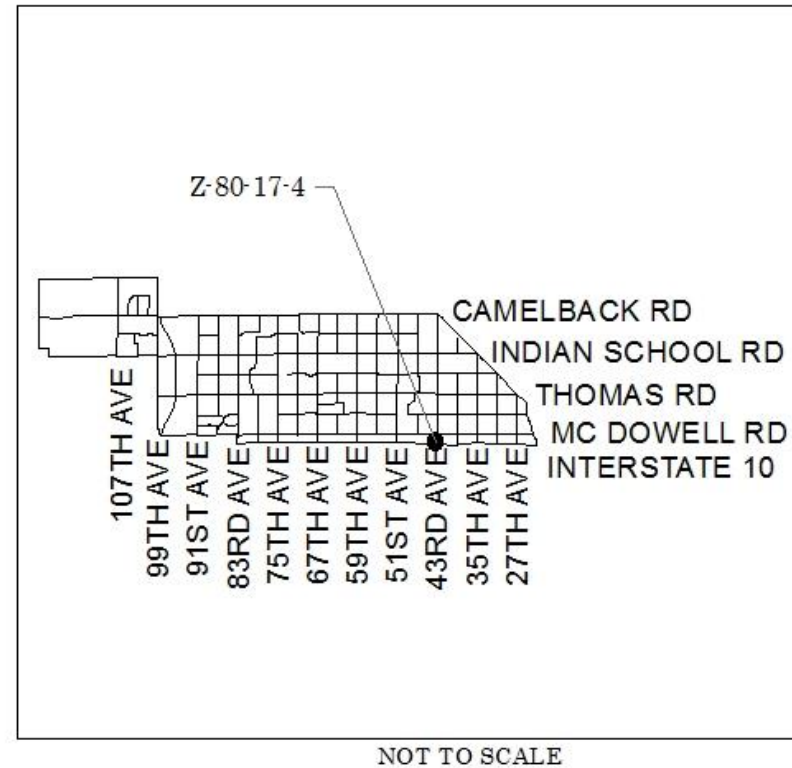 Z-80-17-4
CAMELBACK RD
INDIAN SCHOOL RD
THOMAS RD
MC DOWELL RD
INTERSTATE 10
107TH AVE
99TH AVE
91ST AVE
83RD AVE
75TH AVE
67TH AVE
59TH AVE
51ST AVE
43RD AVE
35TH AVE
27TH AVE
NOT TO SCALE